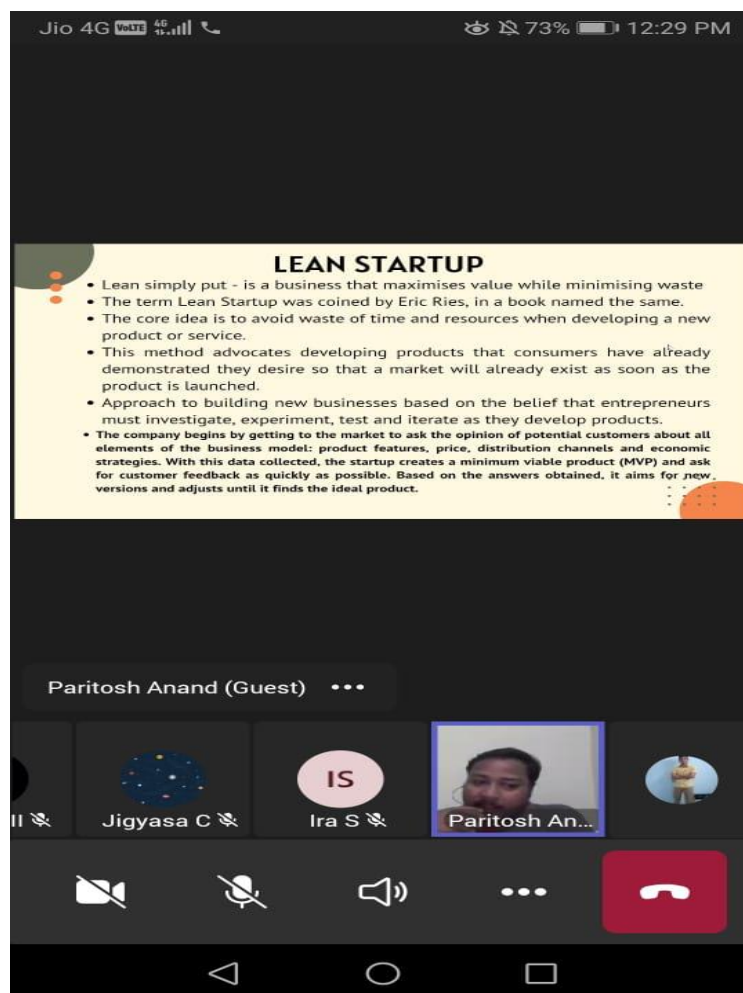 Jio 4G VoLTE 4G 73% 12:29 PM
LEAN STARTUP
• Lean simply put - is a business that maximises value while minimising waste
• The term Lean Startup was coined by Eric Ries, in a book named the same.
• The core idea is to avoid waste of time and resources when developing a new
product or service.
• This method advocates developing products that consumers have already
demonstrated they desire so that a market will already exist as soon as the
product is launched.
• Approach to building new businesses based on the belief that entrepreneurs
must investigate, experiment, test and iterate as they develop products.
• The company begins by getting to the market to ask the opinion of potential customers about all
elements of the business model: product features, price, distribution channels and economic
strategies. With this data collected, the startup creates a minimum viable product (MVP) and ask
for customer feedback as quickly as possible. Based on the answers obtained, it aims for new
versions and adjusts until it finds the ideal product.
Paritosh Anand (Guest) •••
IS
Jigyasa C Ira S Paritosh An...